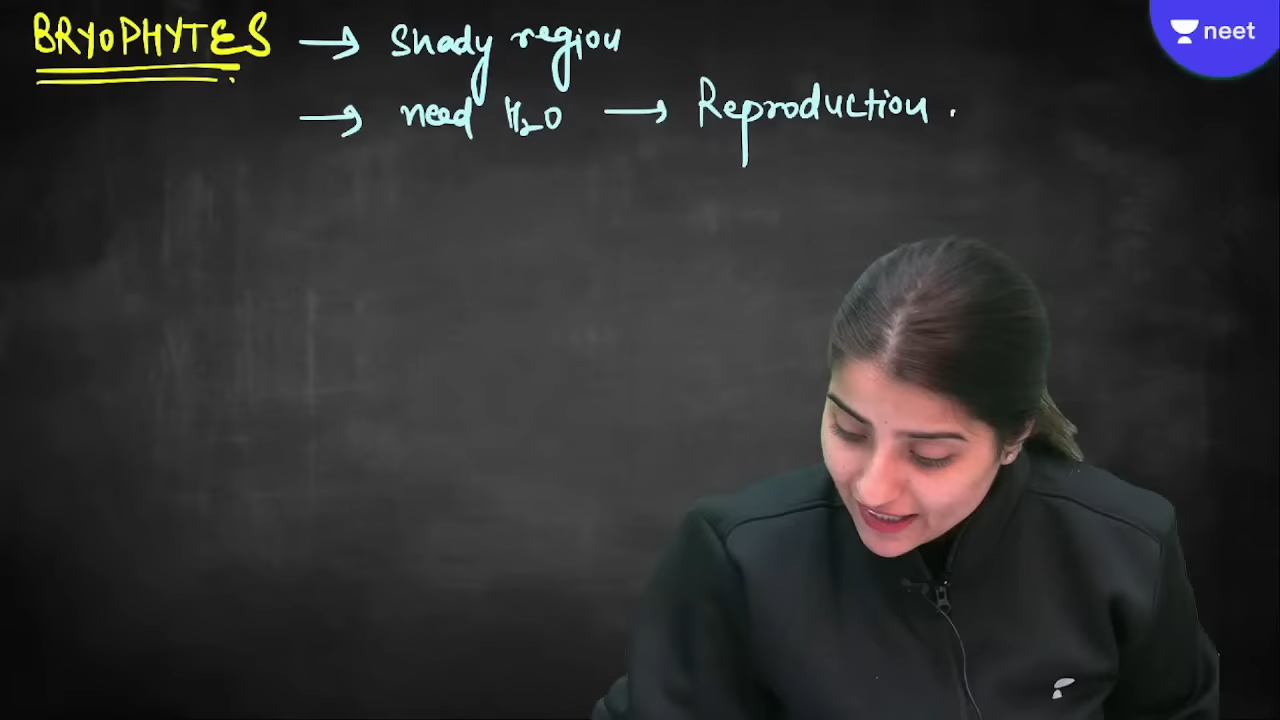 BRYOPHYTES → Shady region
→ need H₂O → Reproduction.
neet